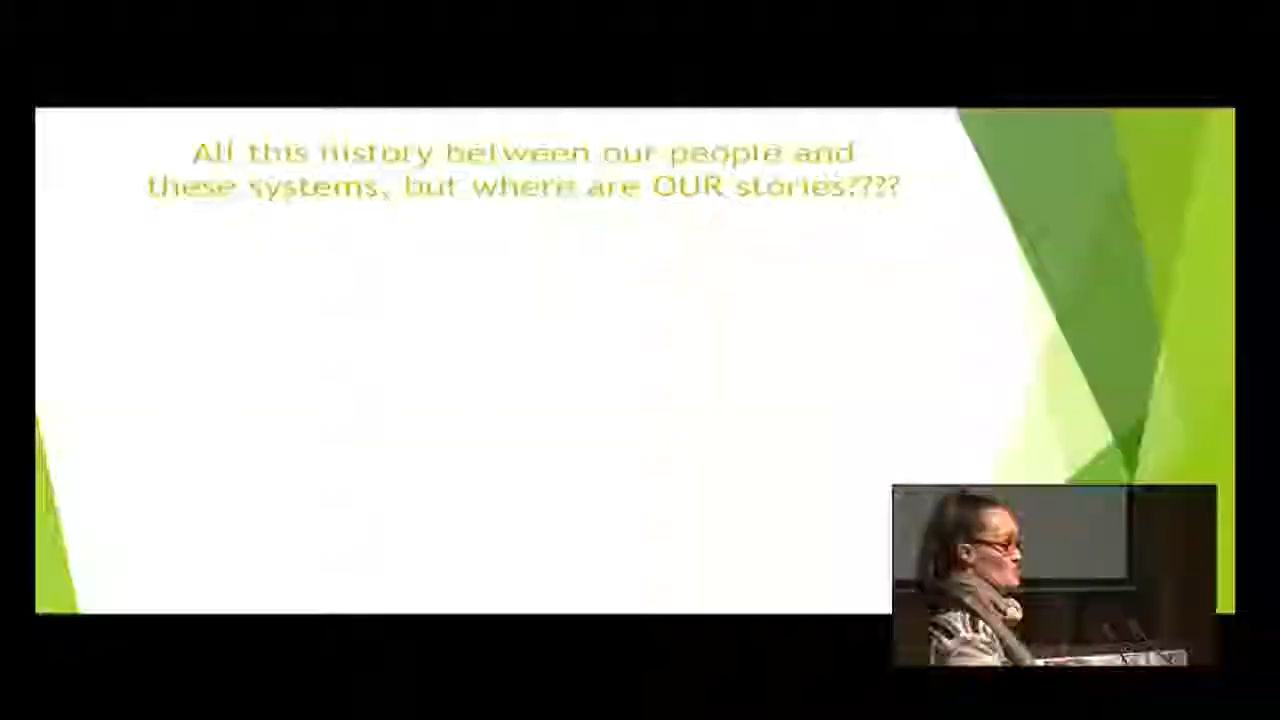 All this history between our people and
these systems, but where are OUR stories????